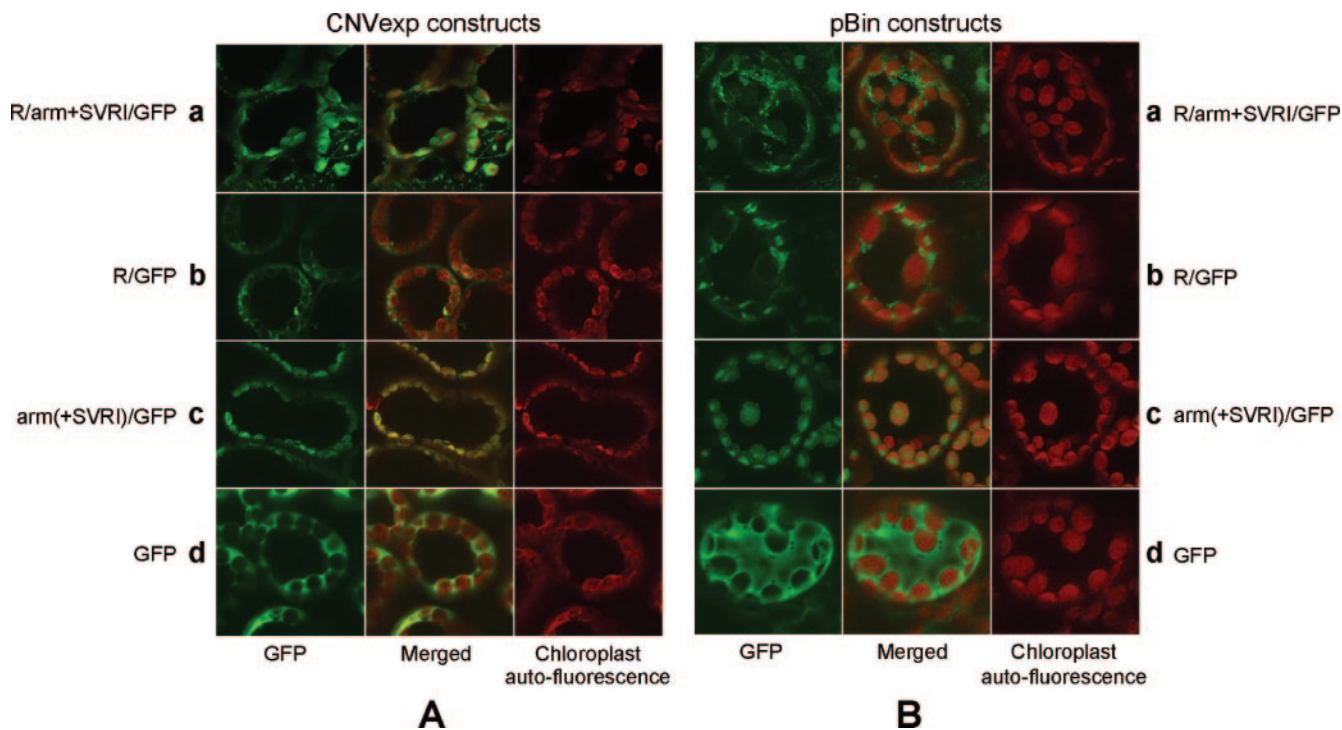 CNVexp constructs
R/arm+SVRI/GFP a
R/GFP b
arm(+SVRI)/GFP c
GFP d
GFP
Merged
Chloroplast
auto-fluorescence
A
pBin constructs
a R/arm+SVRI/GFP
b R/GFP
c arm(+SVRI)/GFP
d GFP
GFP
Merged
Chloroplast
auto-fluorescence
B